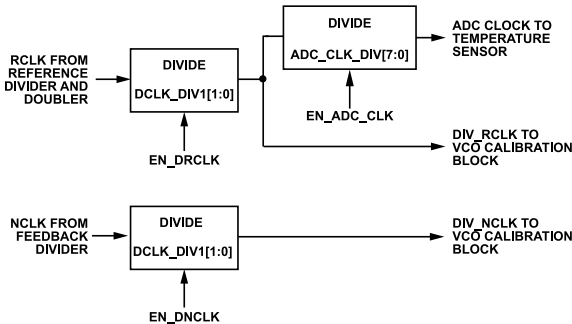 DIVIDE
ADC_CLK_DIV[7:0]
ADC CLOCK TO
TEMPERATURE
SENSOR
RCLK FROM
REFERENCE
DIVIDER AND
DOUBLER
DIVIDE
DCLK_DIV1[1:0]
EN_ADC_CLK
EN_DRCLK
DIV_RCLK TO
VCO CALIBRATION
BLOCK
NCLK FROM
FEEDBACK
DIVIDER
DIVIDE
DCLK_DIV1[1:0]
DIV_NCLK TO
VCO CALIBRATION
BLOCK
EN_DNCLK